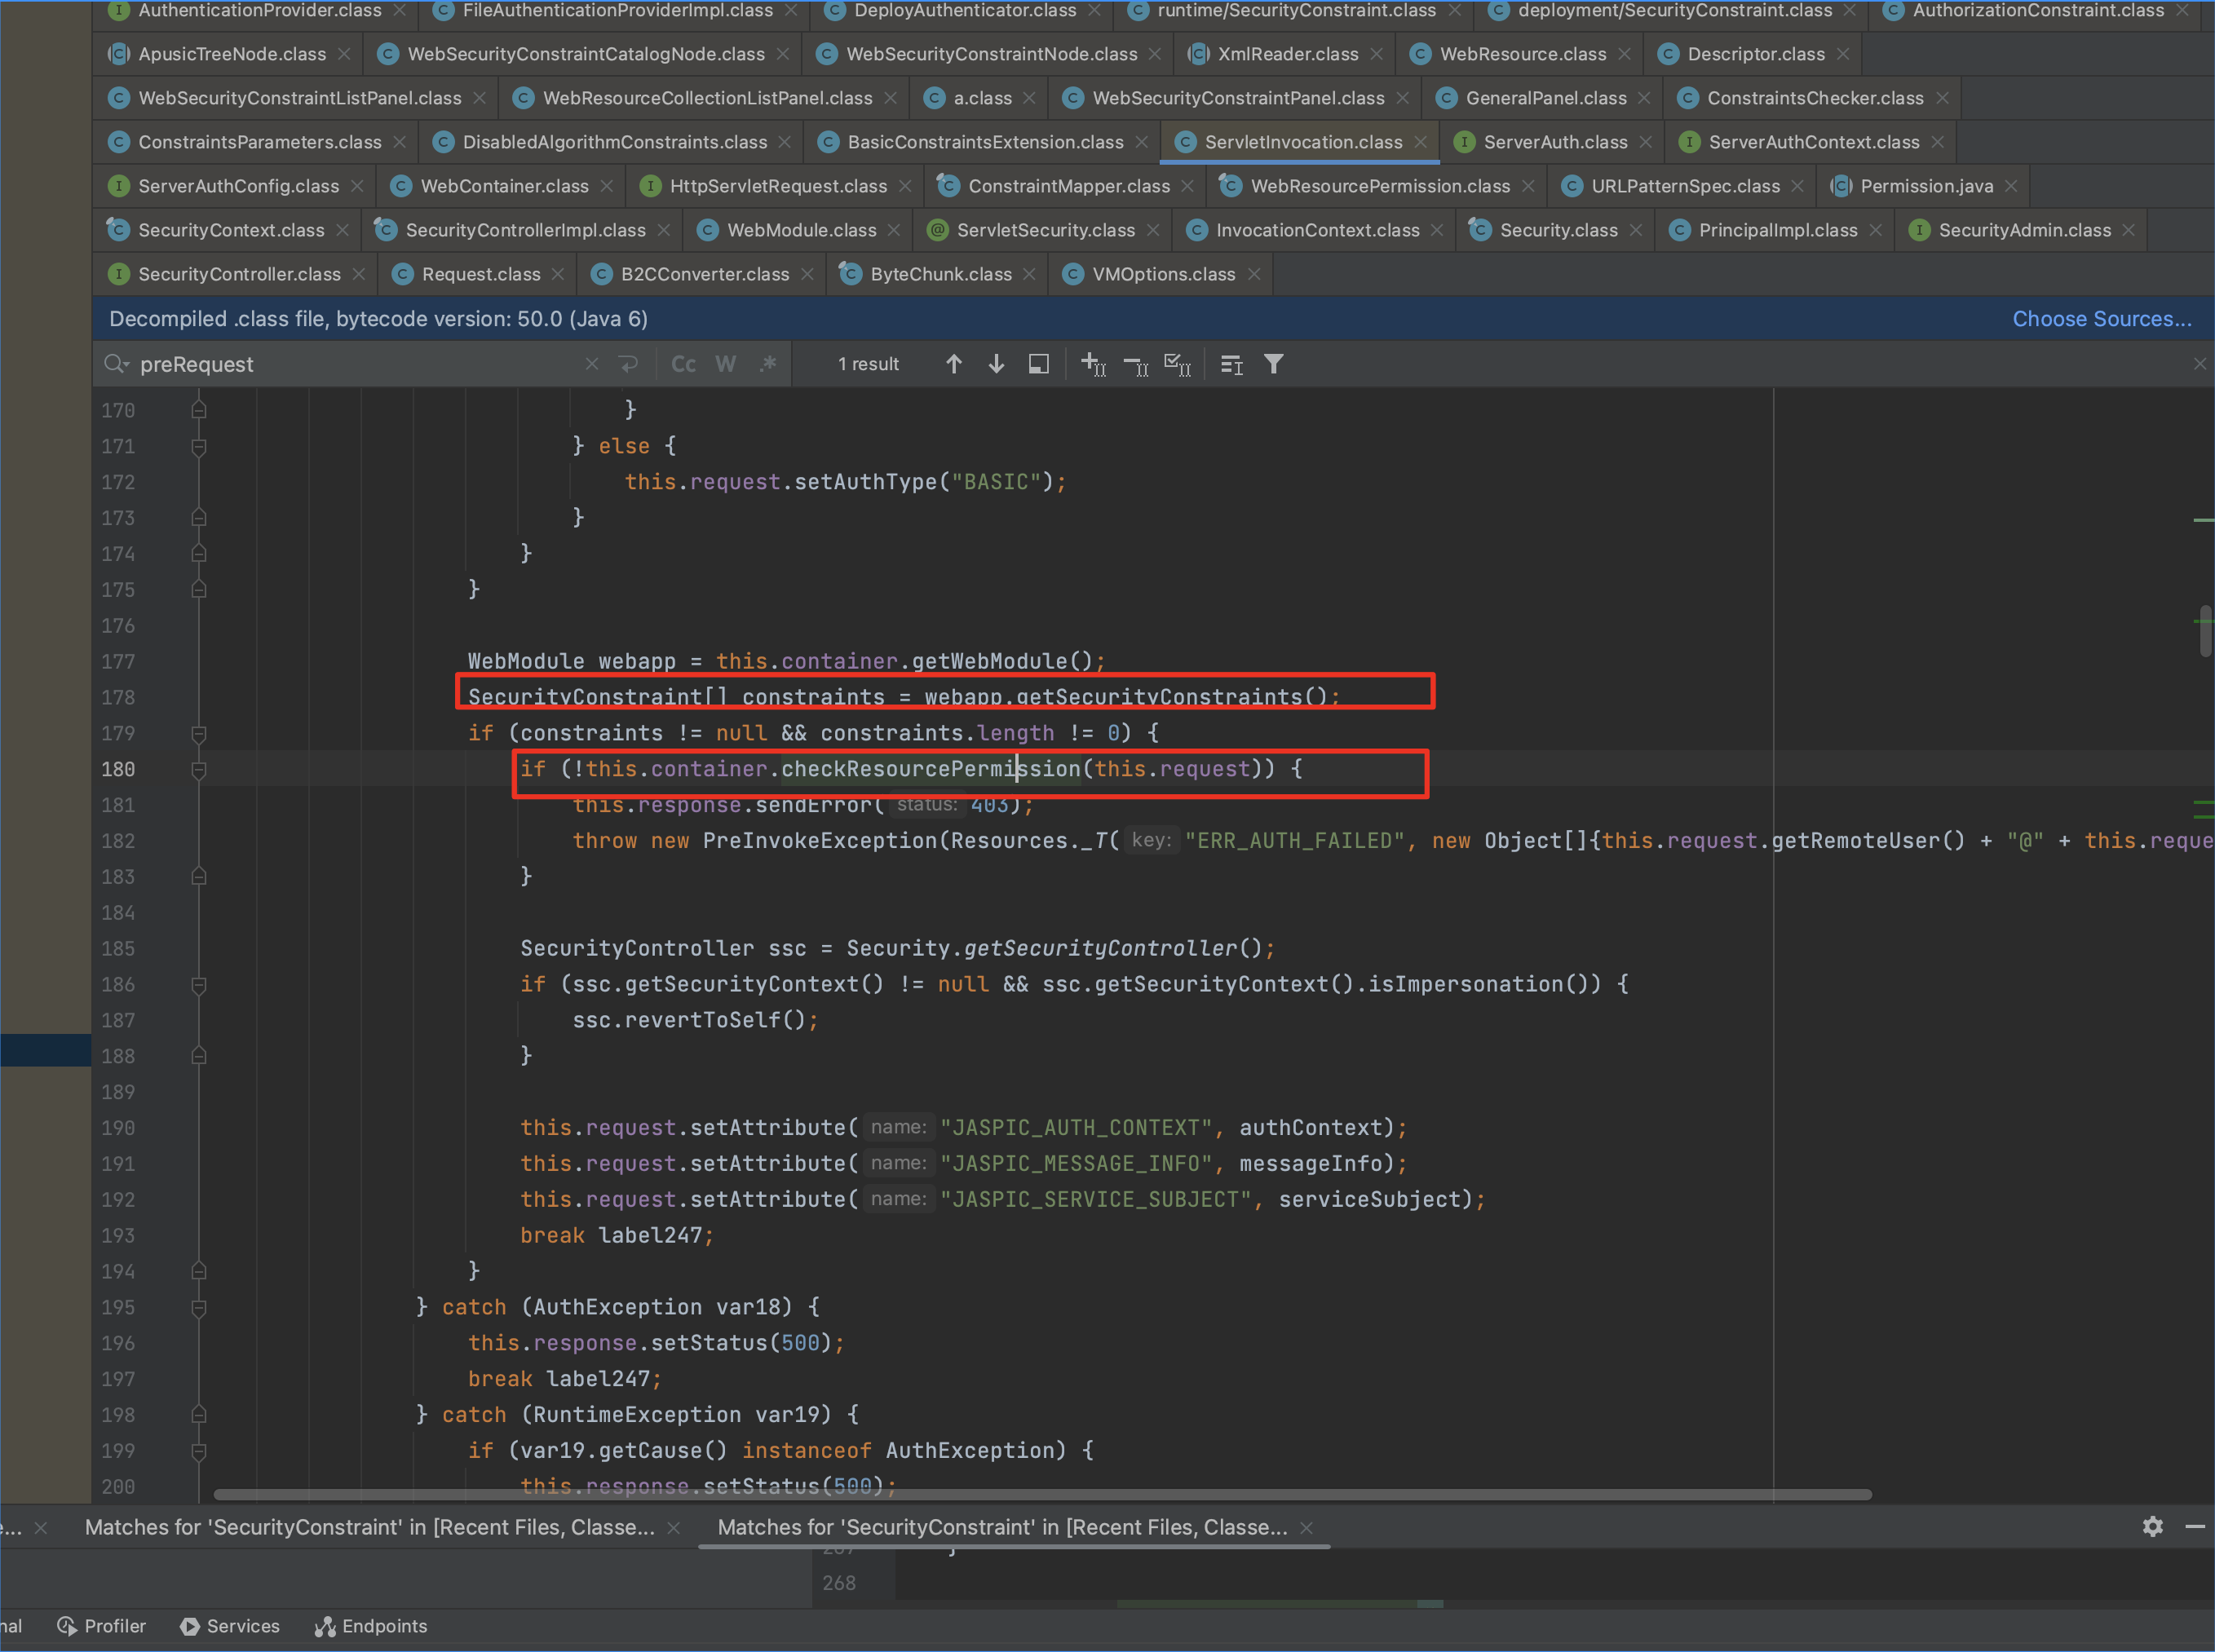 AuthenticationProvider.class FileAuthenticationProviderImpl.class DeployAuthenticator.class runtime/SecurityConstraint.class deployment/SecurityConstraint.class AuthorizationConstraint.class
ApusicTreeNode.class WebSecurityConstraintCatalogNode.class WebSecurityConstraintNode.class XmlReader.class WebResource.class Descriptor.class
WebSecurityConstraintListPanel.class WebResourceCollectionListPanel.class a.class WebSecurityConstraintPanel.class GeneralPanel.class ConstraintsChecker.class
ConstraintsParameters.class DisabledAlgorithmConstraints.class BasicConstraintsExtension.class ServletInvocation.class ServerAuth.class ServerAuthContext.class
ServerAuthConfig.class WebContainer.class HttpServletRequest.class ConstraintMapper.class WebResourcePermission.class URLPatternSpec.class Permission.java
SecurityContext.class SecurityControllerImpl.class WebModule.class ServletSecurity.class InvocationContext.class Security.class PrincipalImpl.class SecurityAdmin.class
SecurityController.class Request.class B2CConverter.class ByteChunk.class VMOptions.class
Decompiled .class file, bytecode version: 50.0 (Java 6) Choose Sources...
preRequest Cc W .* 1 result
170 }
171 } else {
172 this.request.setAuthType("BASIC");
173 }
174 }
175 }
176
177 WebModule webapp = this.container.getWebModule();
178 SecurityConstraint[] constraints = webapp.getSecurityConstraints();
179 if (constraints != null && constraints.length != 0) {
180 if (!this.container.checkResourcePermission(this.request)) {
181 this.response.sendError( status: 403);
182 throw new PreInvokeException(Resources._T( key: "ERR_AUTH_FAILED", new Object[]{this.request.getRemoteUser() + "@" + this.reque
183 }
184
185 SecurityController ssc = Security.getSecurityController();
186 if (ssc.getSecurityContext() != null && ssc.getSecurityContext().isImpersonation()) {
187 ssc.revertToSelf();
188 }
189
190 this.request.setAttribute( name: "JASPIC_AUTH_CONTEXT", authContext);
191 this.request.setAttribute( name: "JASPIC_MESSAGE_INFO", messageInfo);
192 this.request.setAttribute( name: "JASPIC_SERVICE_SUBJECT", serviceSubject);
193 break label247;
194 }
195 } catch (AuthException var18) {
196 this.response.setStatus(500);
197 break label247;
198 } catch (RuntimeException var19) {
199 if (var19.getCause() instanceof AuthException) {
200 this.response.setStatus(500);
e... Matches for 'SecurityConstraint' in [Recent Files, Classe... Matches for 'SecurityConstraint' in [Recent Files, Classe...
267 }
268
nal Profiler Services Endpoints